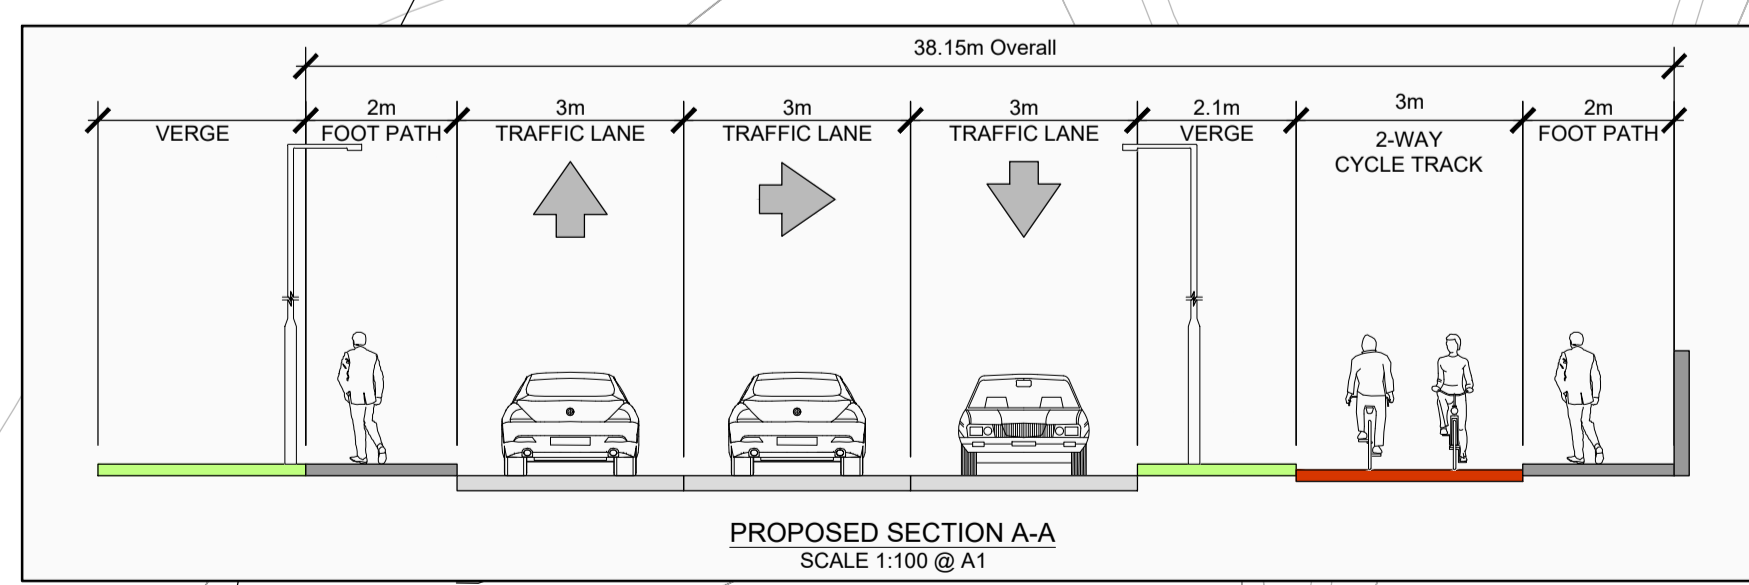 38.15m Overall
2m
3m
3m
3m
2.1m
3m
2m
VERGE
FOOT PATH
TRAFFIC LANE
TRAFFIC LANE
TRAFFIC LANE
VERGE
2-WAY
CYCLE TRACK
FOOT PATH
PROPOSED SECTION A-A
SCALE 1:100 @ A1